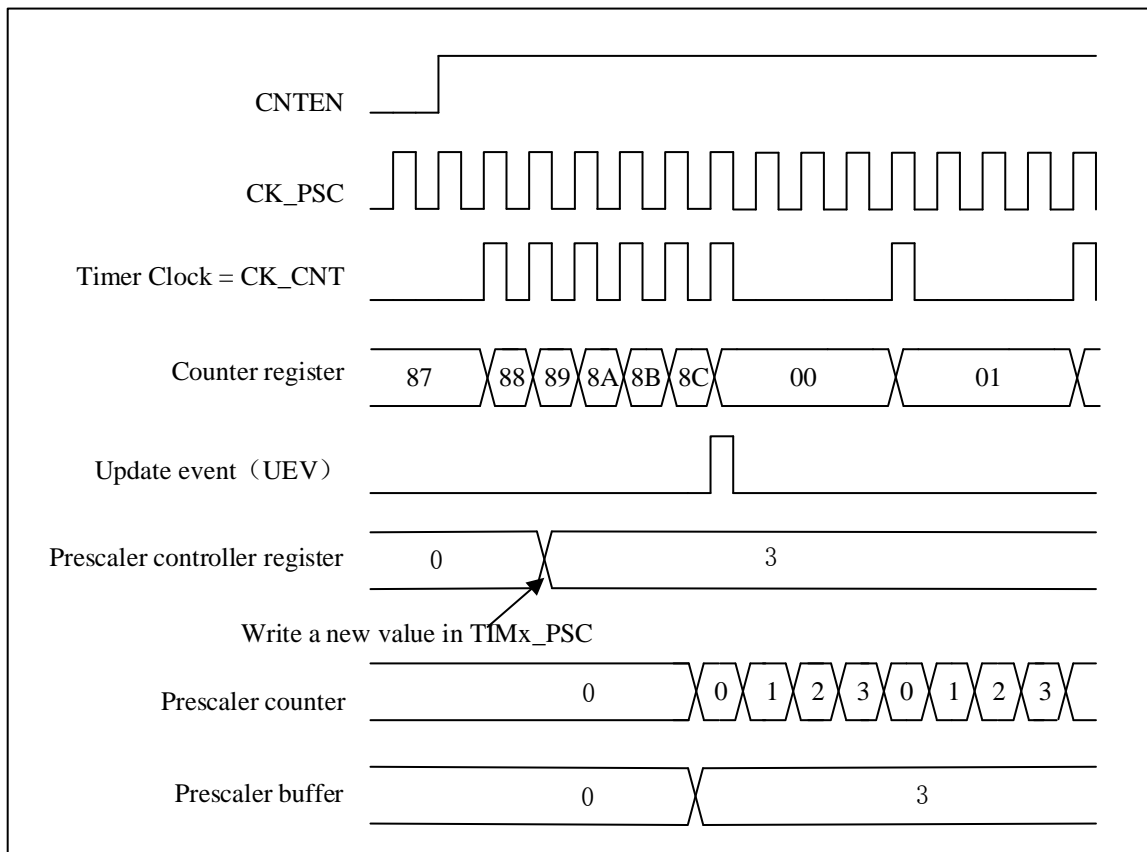 CNTEN
CK_PSC
Timer Clock = CK_CNT
Counter register
87 88 89 8A 8B 8C 00 01
Update event（UEV）
Prescaler controller register
0 3
Write a new value in TIMx_PSC
Prescaler counter
0 0 1 2 3 0 1 2 3
Prescaler buffer
0 3